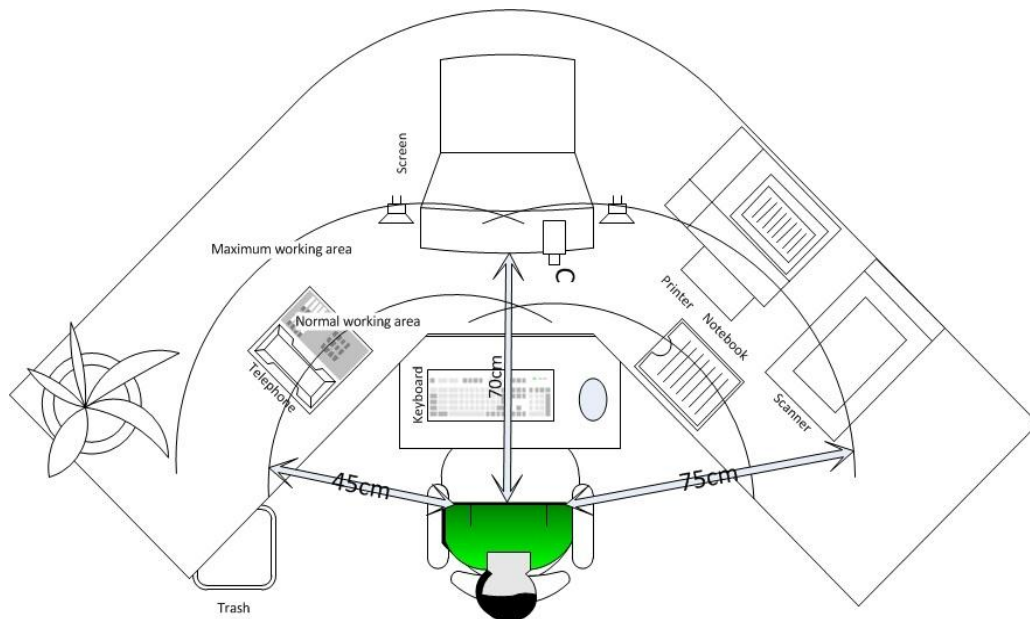 Screen
Maximum working area
C
Normal working area
Printer
Notebook
Telephone
Keyboard
70cm
Scanner
45cm
75cm
Trash